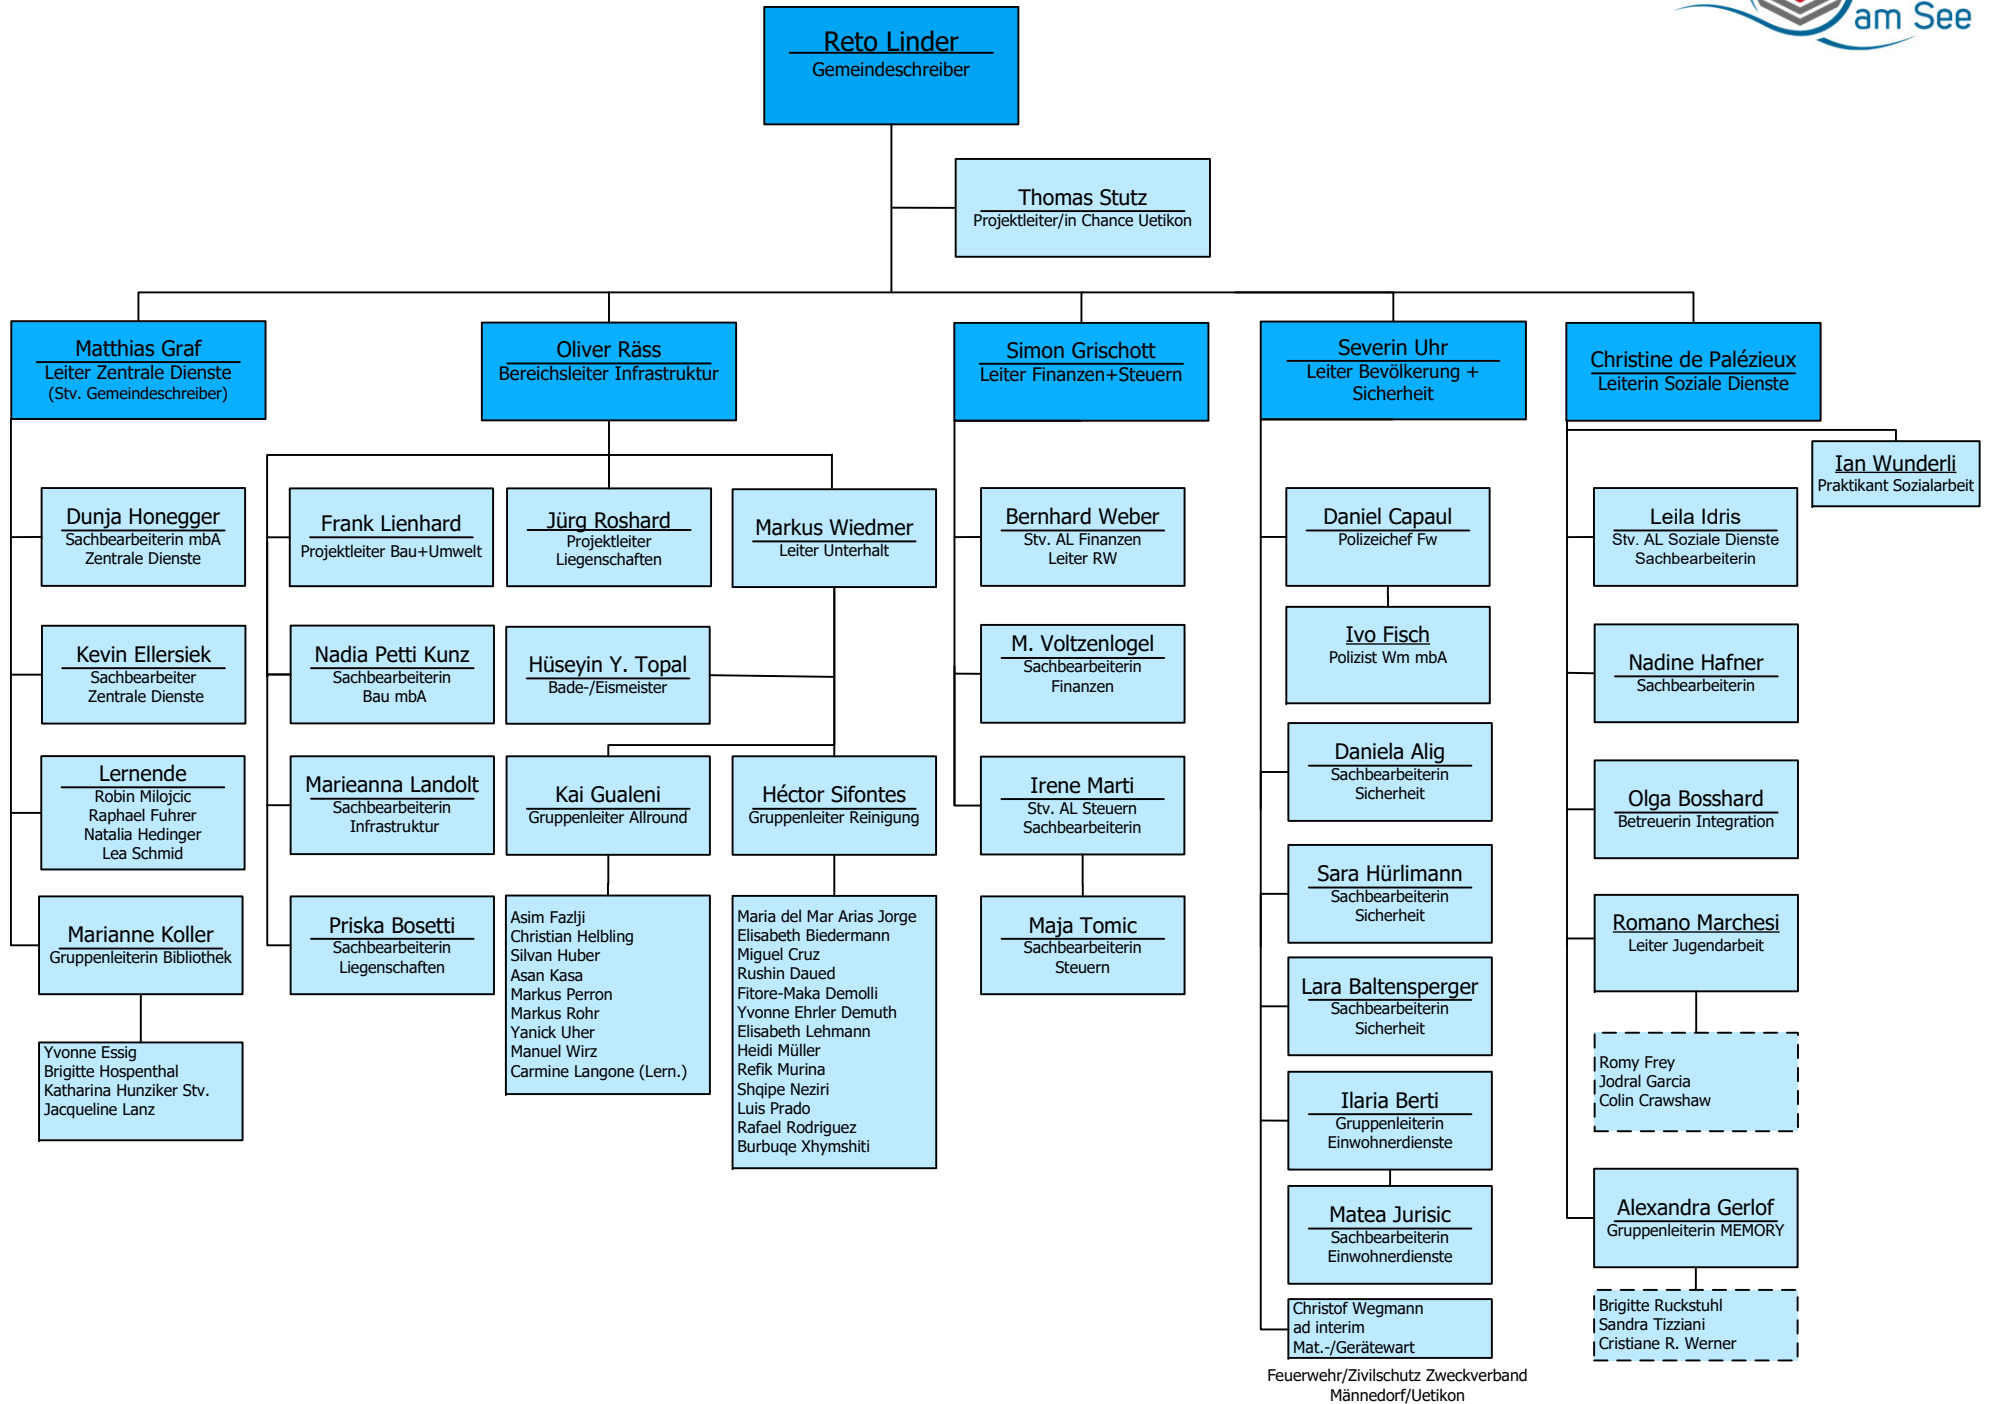 am See
Reto Linder
Gemeindeschreiber
Thomas Stutz
Projektleiter/in Chance Uetikon
Matthias Graf
Leiter Zentrale Dienste
(Stv. Gemeindeschreiber)
Oliver Räss
Bereichsleiter Infrastruktur
Simon Grischott
Leiter Finanzen+Steuern
Severin Uhr
Leiter Bevölkerung +
Sicherheit
Christine de Palézieux
Leiterin Soziale Dienste
Ian Wunderli
Praktikant Sozialarbeit
Dunja Honegger
Sachbearbeiterin mbA
Zentrale Dienste
Kevin Ellersiek
Sachbearbeiter
Zentrale Dienste
Lernende
Robin Milojcic
Raphael Fuhrer
Natalia Hedinger
Lea Schmid
Marianne Koller
Gruppenleiterin Bibliothek
Yvonne Essig
Brigitte Hospenthal
Katharina Hunziker Stv.
Jacqueline Lanz
Frank Lienhard
Projektleiter Bau+Umwelt
Nadia Petti Kunz
Sachbearbeiterin
Bau mbA
Marieanna Landolt
Sachbearbeiterin
Infrastruktur
Priska Bosetti
Sachbearbeiterin
Liegenschaften
Jürg Roshard
Projektleiter
Liegenschaften
Markus Wiedmer
Leiter Unterhalt
Hüseyin Y. Topal
Bade-/Eismeister
Kai Gualeni
Gruppenleiter Allround
Asim Fazlji
Christian Helbling
Silvan Huber
Asan Kasa
Markus Perron
Markus Rohr
Yanick Uher
Manuel Wirz
Carmine Langone (Lern.)
Héctor Sifontes
Gruppenleiter Reinigung
Maria del Mar Arias Jorge
Elisabeth Biedermann
Miguel Cruz
Rushin Daued
Fitore-Maka Demolli
Yvonne Ehrler Demuth
Elisabeth Lehmann
Heidi Müller
Refik Murina
Shqipe Neziri
Luis Prado
Rafael Rodriguez
Burbuqe Xhymshiti
Bernhard Weber
Stv. AL Finanzen
Leiter RW
M. Voltzenlogel
Sachbearbeiterin
Finanzen
Irene Marti
Stv. AL Steuern
Sachbearbeiterin
Maja Tomic
Sachbearbeiterin
Steuern
Daniel Capaul
Polizeichef Fw
Ivo Fisch
Polizist Wm mbA
Daniela Alig
Sachbearbeiterin
Sicherheit
Sara Hürlimann
Sachbearbeiterin
Sicherheit
Lara Baltensperger
Sachbearbeiterin
Sicherheit
Ilaria Berti
Gruppenleiterin
Einwohnerdienste
Matea Jurisic
Sachbearbeiterin
Einwohnerdienste
Christof Wegmann
ad interim
Mat.-/Gerätewart
Feuerwehr/Zivilschutz Zweckverband
Männedorf/Uetikon
Leila Idris
Stv. AL Soziale Dienste
Sachbearbeiterin
Nadine Hafner
Sachbearbeiterin
Olga Bosshard
Betreuerin Integration
Romano Marchesi
Leiter Jugendarbeit
Romy Frey
Jodral Garcia
Colin Crawshaw
Alexandra Gerlof
Gruppenleiterin MEMORY
Brigitte Ruckstuhl
Sandra Tizziani
Cristiane R. Werner